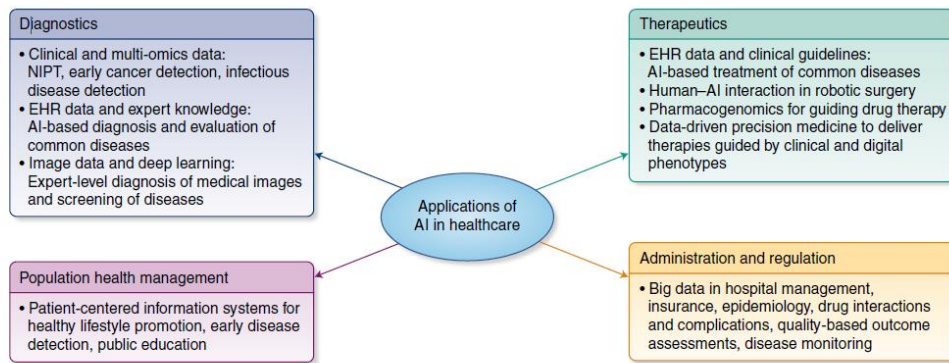 Diagnostics
• Clinical and multi-omics data:
NIPT, early cancer detection, infectious
disease detection
• EHR data and expert knowledge:
AI-based diagnosis and evaluation of
common diseases
• Image data and deep learning:
Expert-level diagnosis of medical images
and screening of diseases
Therapeutics
• EHR data and clinical guidelines:
AI-based treatment of common diseases
• Human–AI interaction in robotic surgery
• Pharmacogenomics for guiding drug therapy
• Data-driven precision medicine to deliver
therapies guided by clinical and digital
phenotypes
Applications of
AI in healthcare
Population health management
• Patient-centered information systems for
healthy lifestyle promotion, early disease
detection, public education
Administration and regulation
• Big data in hospital management,
insurance, epidemiology, drug interactions
and complications, quality-based outcome
assessments, disease monitoring